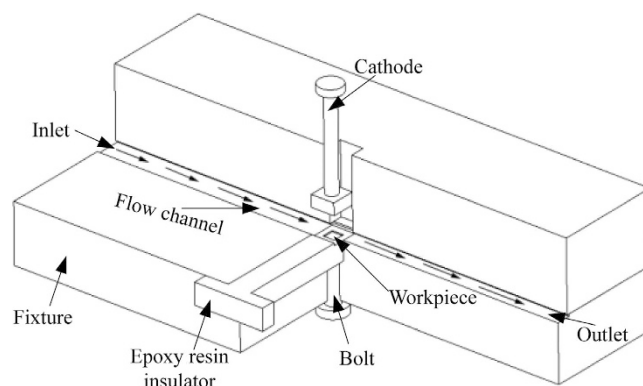 Cathode
Inlet
Flow channel
Workpiece
Fixture
Outlet
Epoxy resin
insulator
Bolt